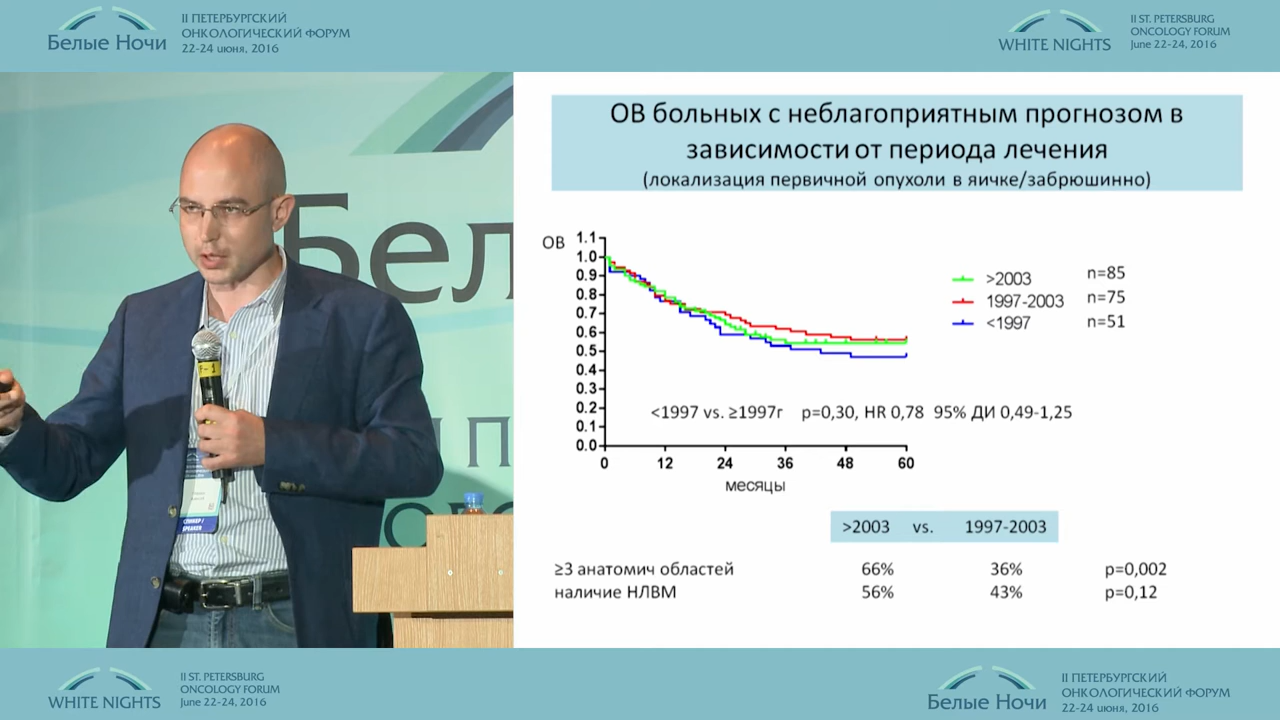 II ПЕТЕРБУРГСКИЙ
ОНКОЛОГИЧЕСКИЙ ФОРУМ
22-24 июня, 2016
Белые Ночи
II ST. PETERSBURG
ONCOLOGY FORUM
June 22-24, 2016
WHITE NIGHTS
Бел
F-1
СПИКЕР /
SPEAKER
ОВ больных с неблагоприятным прогнозом в
зависимости от периода лечения
(локализация первичной опухоли в яичке/забрюшинно)
ОВ
1.1
1.0
0.9
0.8
0.7
0.6
0.5
0.4
0.3
0.2
0.1
0.0
0 12 24 36 48 60
месяцы
>2003 n=85
1997-2003 n=75
<1997 n=51
<1997 vs. ≥1997г p=0,30, HR 0,78 95% ДИ 0,49-1,25
>2003 vs. 1997-2003
≥3 анатомич областей 66% 36% p=0,002
наличие НЛВМ 56% 43% p=0,12
WHITE NIGHTS
II ST. PETERSBURG
ONCOLOGY FORUM
June 22-24, 2016
Белые Ночи
II ПЕТЕРБУРГСКИЙ
ОНКОЛОГИЧЕСКИЙ ФОРУМ
22-24 июня, 2016